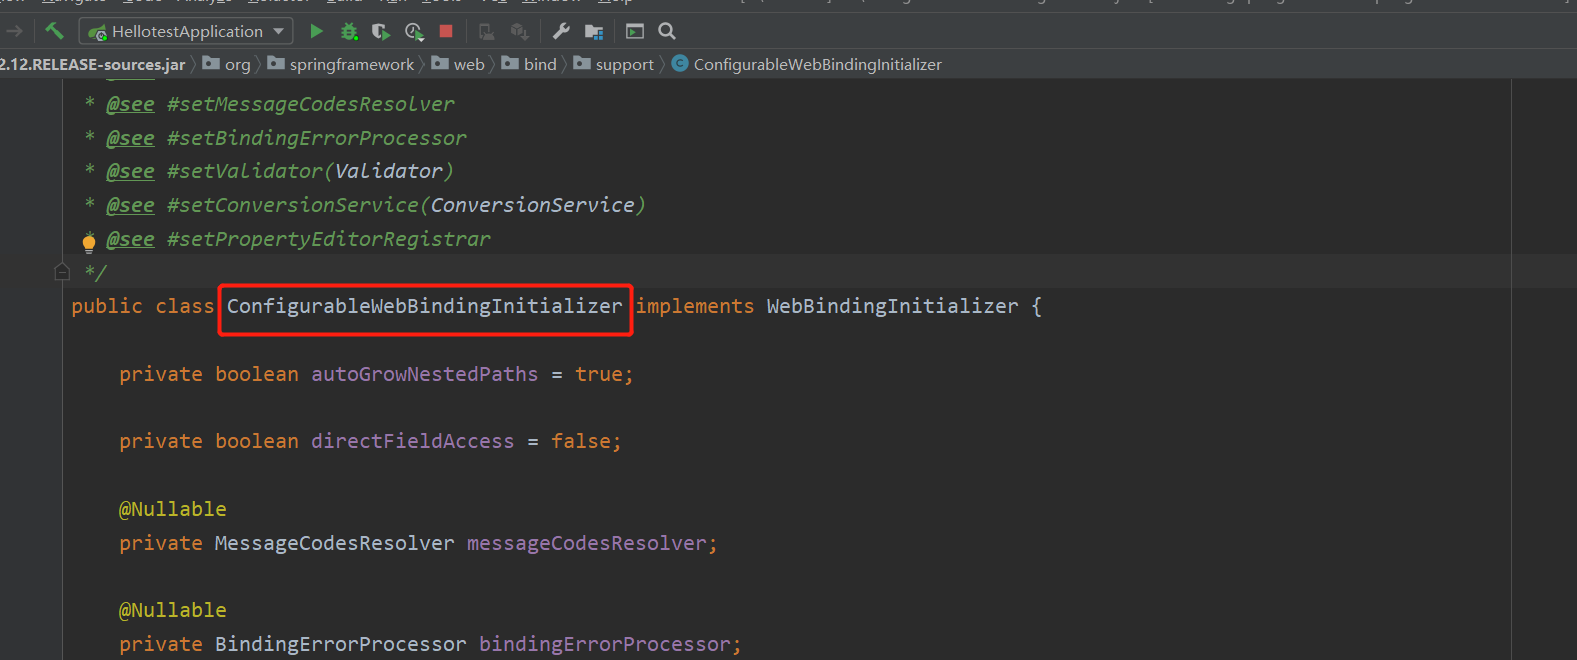 HellotestApplication
2.12.RELEASE-sources.jar org springframework web bind support ConfigurableWebBindingInitializer
* @see #setMessageCodesResolver
* @see #setBindingErrorProcessor
* @see #setValidator(Validator)
* @see #setConversionService(ConversionService)
@see #setPropertyEditorRegistrar
*/
public class ConfigurableWebBindingInitializer implements WebBindingInitializer {
private boolean autoGrowNestedPaths = true;
private boolean directFieldAccess = false;
@Nullable
private MessageCodesResolver messageCodesResolver;
@Nullable
private BindingErrorProcessor bindingErrorProcessor;